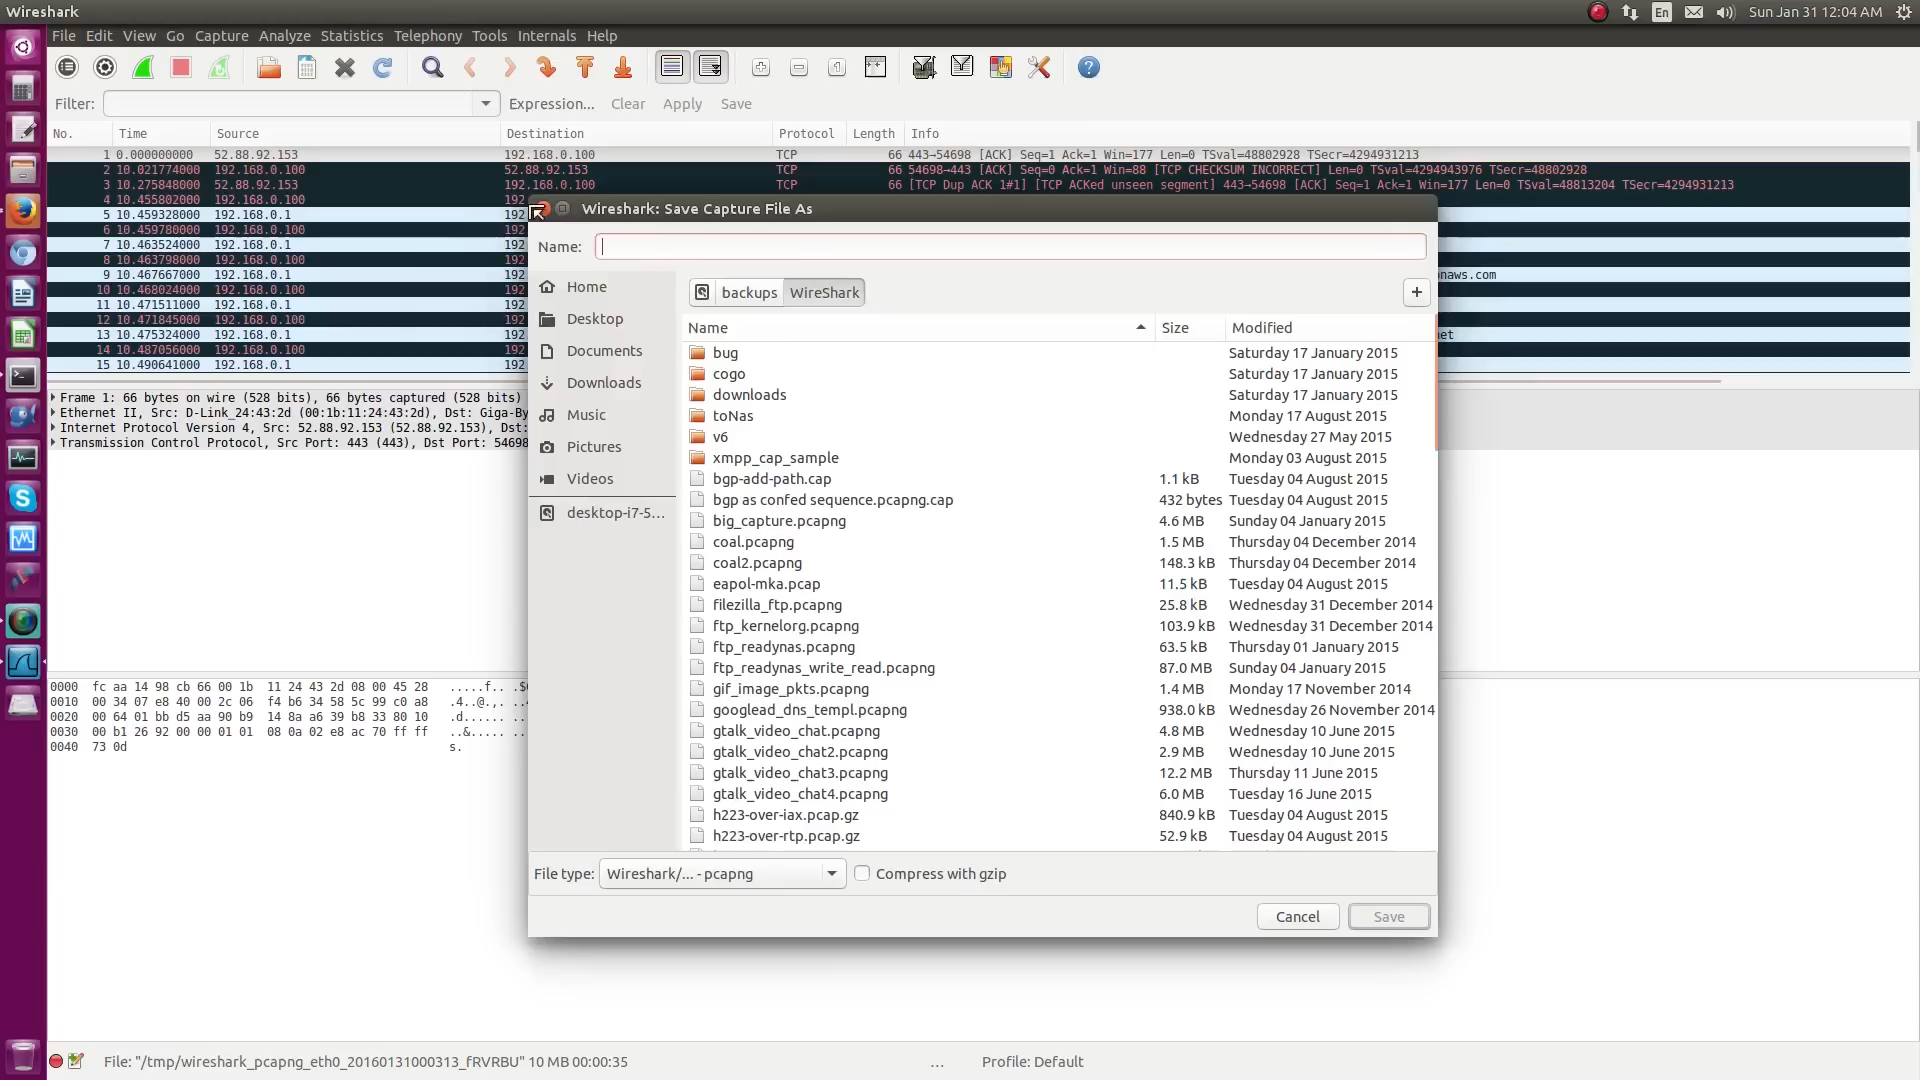 Wireshark
En
Sun Jan 31 12:04 AM
File Edit View Go Capture Analyze Statistics Telephony Tools Internals Help
Filter: Expression... Clear Apply Save
No. Time Source Destination Protocol Length Info
1 0.000000000 52.88.92.153 192.168.0.100 TCP 66 443→54698 [ACK] Seq=1 Ack=1 Win=177 Len=0 TSval=48802928 TSecr=4294931213
2 10.021774000 192.168.0.100 52.88.92.153 TCP 66 54698→443 [ACK] Seq=0 Ack=1 Win=88 [TCP CHECKSUM INCORRECT] Len=0 TSval=4294943976 TSecr=48802928
3 10.275848000 52.88.92.153 192.168.0.100 TCP 66 [TCP Dup ACK 1#1] [TCP ACKed unseen segment] 443→54698 [ACK] Seq=1 Ack=1 Win=177 Len=0 TSval=48813204 TSecr=4294931213
4 10.455802000 192.168.0.100 192
5 10.459328000 192.168.0.1 192
6 10.459780000 192.168.0.100 192
7 10.463524000 192.168.0.1 192
8 10.463798000 192.168.0.100 192
9 10.467667000 192.168.0.1 192 naws.com
10 10.468024000 192.168.0.100 192
11 10.471511000 192.168.0.1 192
12 10.471845000 192.168.0.100 192
13 10.475324000 192.168.0.1 192 et
14 10.487056000 192.168.0.100 192
15 10.490641000 192.168.0.1 192
Frame 1: 66 bytes on wire (528 bits), 66 bytes captured (528 bits)
Ethernet II, Src: D-Link_24:43:2d (00:1b:11:24:43:2d), Dst: Giga-By
Internet Protocol Version 4, Src: 52.88.92.153 (52.88.92.153), Dst:
Transmission Control Protocol, Src Port: 443 (443), Dst Port: 54698
0000 fc aa 14 98 cb 66 00 1b 11 24 43 2d 08 00 45 28 .....f.. .$
0010 00 34 07 e8 40 00 2c 06 f4 b6 34 58 5c 99 c0 a8 .4..@.,. ..4
0020 00 64 01 bb d5 aa 90 b9 14 8a a6 39 b8 33 80 10 .d...... ...
0030 00 b1 26 92 00 00 01 01 08 0a 02 e8 ac 70 ff ff ..&..... ...
0040 73 0d s.
Wireshark: Save Capture File As
Name:
Home
Desktop
Documents
Downloads
Music
Pictures
Videos
desktop-i7-5...
backups WireShark
+
Name Size Modified
bug Saturday 17 January 2015
cogo Saturday 17 January 2015
downloads Saturday 17 January 2015
toNas Monday 17 August 2015
v6 Wednesday 27 May 2015
xmpp_cap_sample Monday 03 August 2015
bgp-add-path.cap 1.1 kB Tuesday 04 August 2015
bgp as confed sequence.pcapng.cap 432 bytes Tuesday 04 August 2015
big_capture.pcapng 4.6 MB Sunday 04 January 2015
coal.pcapng 1.5 MB Thursday 04 December 2014
coal2.pcapng 148.3 kB Thursday 04 December 2014
eapol-mka.pcap 11.5 kB Tuesday 04 August 2015
filezilla_ftp.pcapng 25.8 kB Wednesday 31 December 2014
ftp_kernelorg.pcapng 103.9 kB Wednesday 31 December 2014
ftp_readynas.pcapng 63.5 kB Thursday 01 January 2015
ftp_readynas_write_read.pcapng 87.0 MB Sunday 04 January 2015
gif_image_pkts.pcapng 1.4 MB Monday 17 November 2014
googlead_dns_templ.pcapng 938.0 kB Wednesday 26 November 2014
gtalk_video_chat.pcapng 4.8 MB Wednesday 10 June 2015
gtalk_video_chat2.pcapng 2.9 MB Wednesday 10 June 2015
gtalk_video_chat3.pcapng 12.2 MB Thursday 11 June 2015
gtalk_video_chat4.pcapng 6.0 MB Tuesday 16 June 2015
h223-over-iax.pcap.gz 840.9 kB Tuesday 04 August 2015
h223-over-rtp.pcap.gz 52.9 kB Tuesday 04 August 2015
File type: Wireshark/... - pcapng Compress with gzip
Cancel Save
File: "/tmp/wireshark_pcapng_eth0_20160131000313_fRVRBU" 10 MB 00:00:35 ... Profile: Default